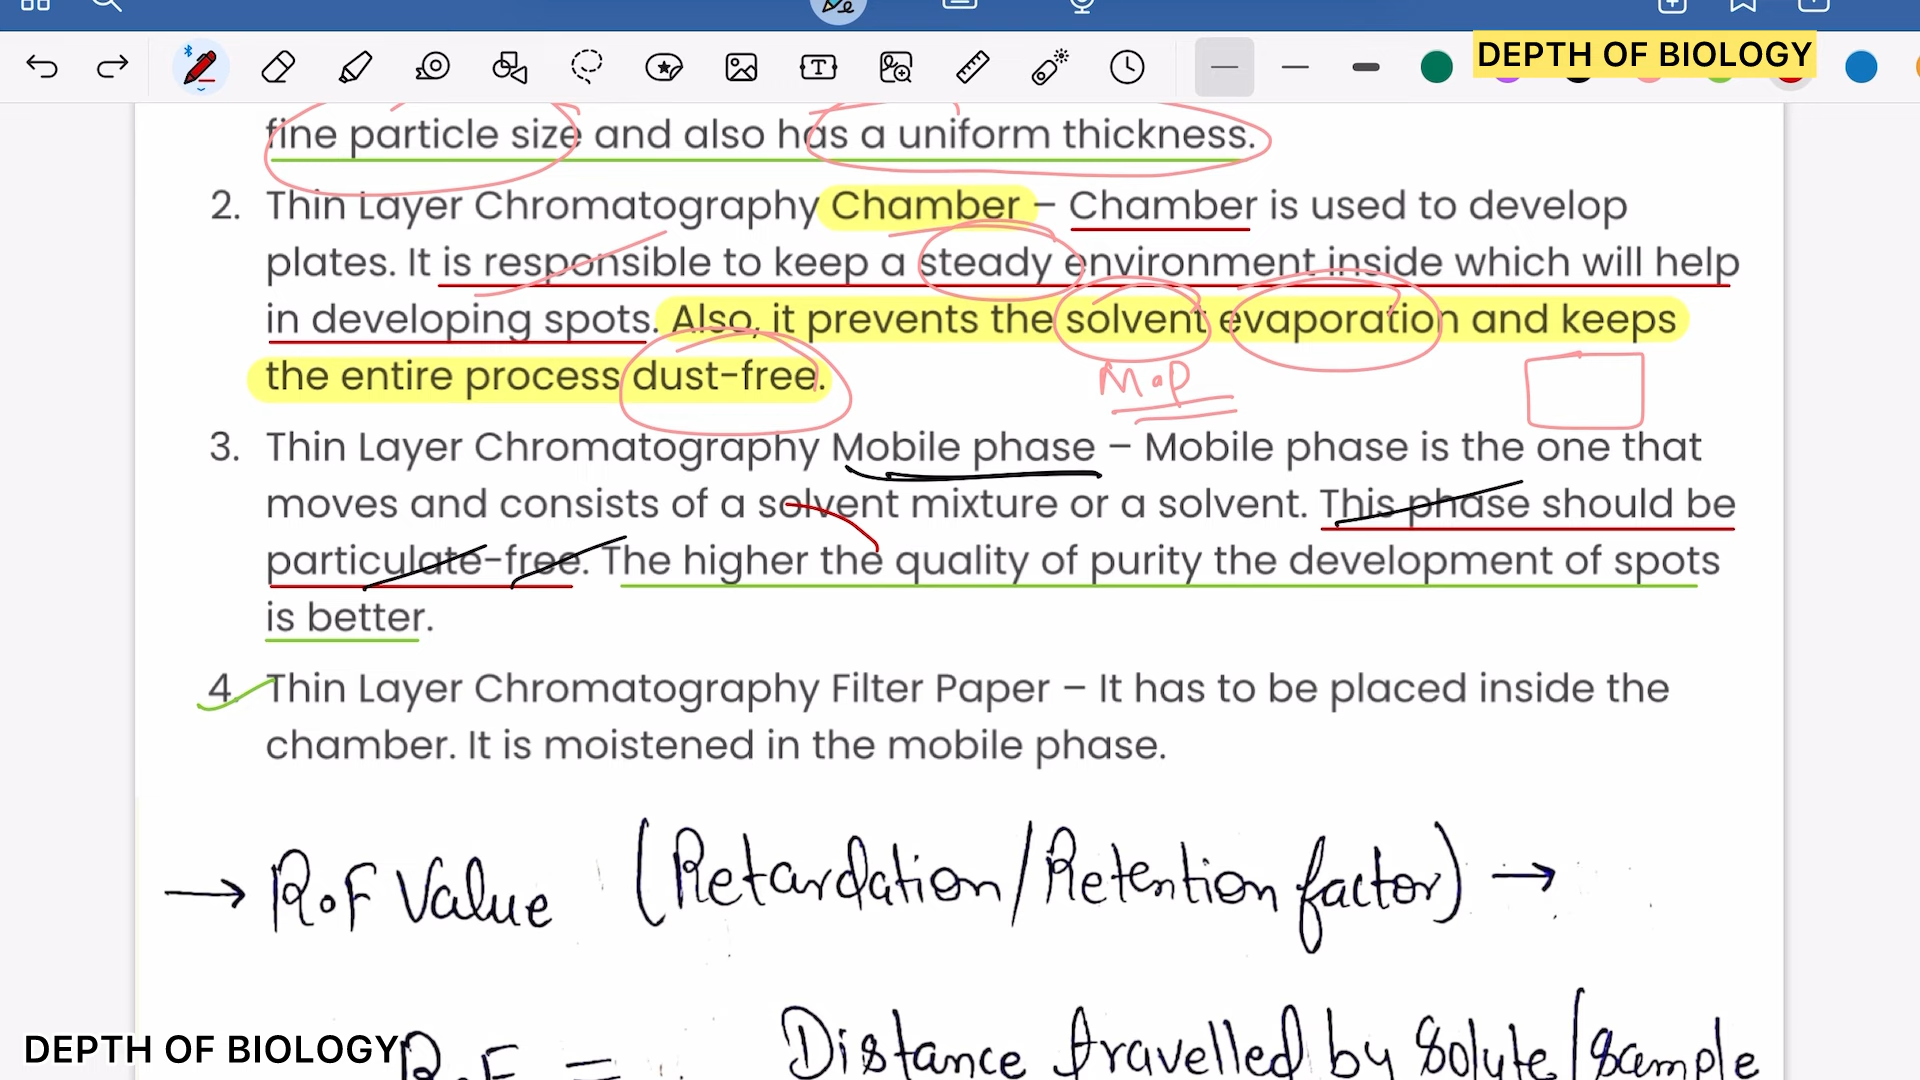 DEPTH OF BIOLOGY
fine particle size and also has a uniform thickness.
2. Thin Layer Chromatography Chamber – Chamber is used to develop
plates. It is responsible to keep a steady environment inside which will help
in developing spots. Also, it prevents the solvent evaporation and keeps
the entire process dust-free.
M.P
3. Thin Layer Chromatography Mobile phase – Mobile phase is the one that
moves and consists of a solvent mixture or a solvent. This phase should be
particulate-free. The higher the quality of purity the development of spots
is better.
4. Thin Layer Chromatography Filter Paper – It has to be placed inside the
chamber. It is moistened in the mobile phase.
→ R.F Value (Retardation/Retention factor) →
R.F = Distance travelled by Solute/Sample
DEPTH OF BIOLOGY